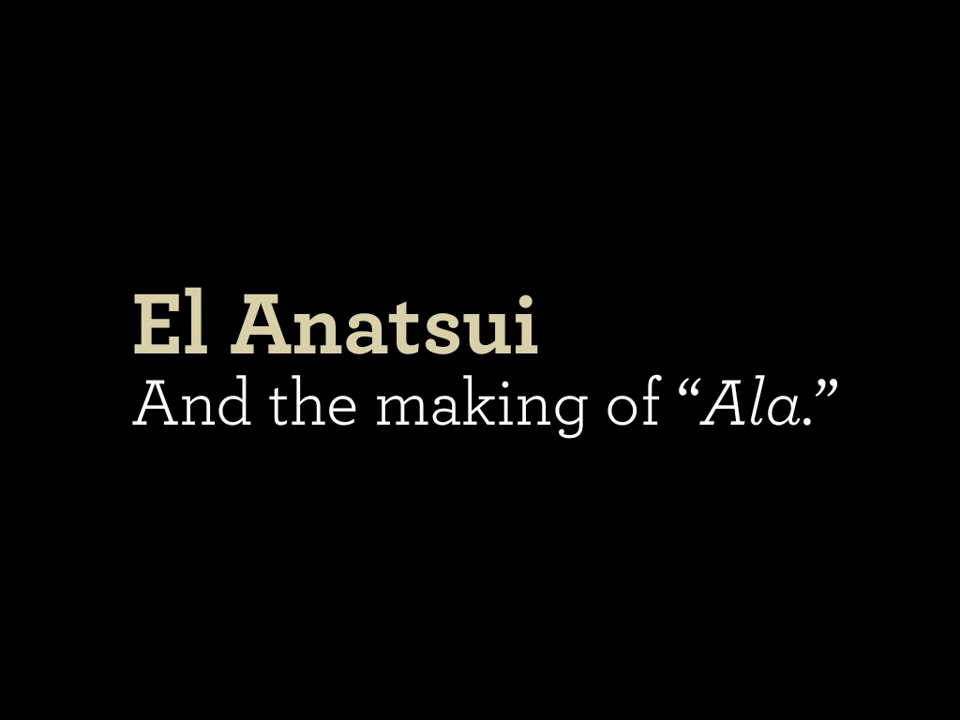 El Anatsui
And the making of “Ala.”